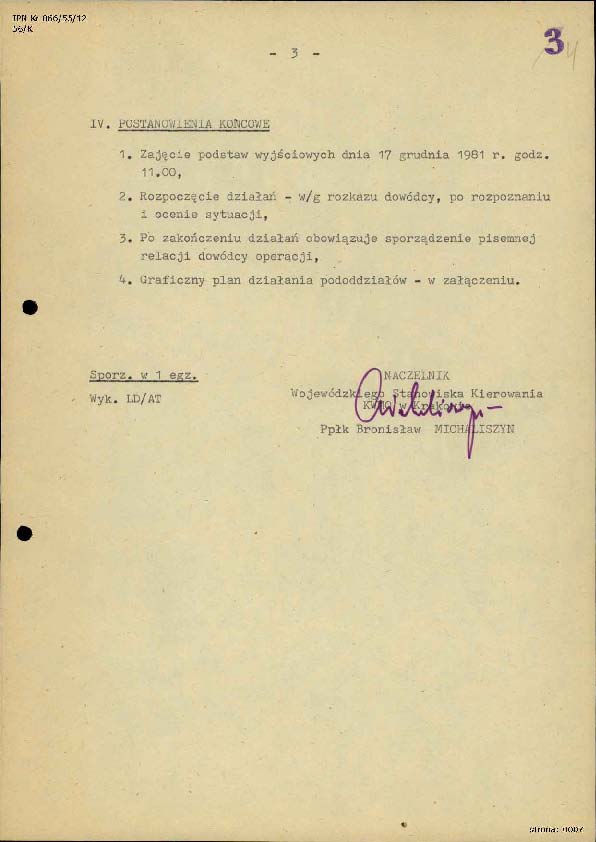 IPN Kr 066/55/12
56/K
3
- 3 -
IV. POSTANOWIENIA KOŃCOWE
1. Zajęcie podstaw wyjściowych dnia 17 grudnia 1981 r. godz.
11.00,
2. Rozpoczęcie działań - w/g rozkazu dowódcy, po rozpoznaniu
i ocenie sytuacji,
3. Po zakończeniu działań obowiązuje sporządzenie pisemnej
relacji dowódcy operacji,
4. Graficzny plan działania pododdziałów - w załączeniu.
Sporz. w 1 egz.
Wyk. LD/AT
NACZELNIK
Wojewódzkiego Stanowiska Kierowania
KWMO w Krakowie
Ppłk Bronisław MICHALISZYN
strona: 0007